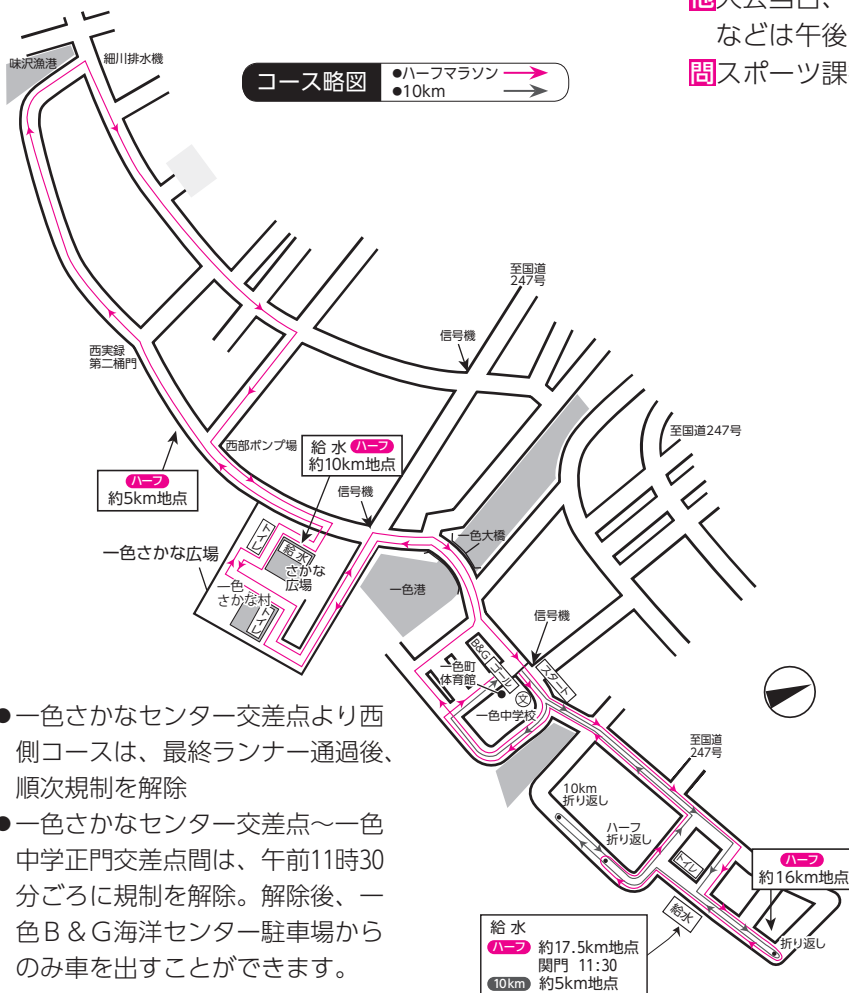 などは午後
問スポーツ課
コース略図
●ハーフマラソン
●10km
味沢漁港
細川排水機
至国道
247号
信号機
西実録
第二樋門
至国道247号
西部ポンプ場
給水 ハーフ
約10km地点
ハーフ
約5km地点
信号機
一色大橋
一色さかな広場
トイレ
給水
さかな
広場
一色
さかな村
トイレ
一色港
信号機
B&G
ゴール
スタート
一色町
体育館
文
一色中学校
至国道
247号
10km
折り返し
ハーフ
折り返し
トイレ
ハーフ
約16km地点
給水
折り返し
給水
ハーフ 約17.5km地点
関門 11:30
10km 約5km地点
●一色さかなセンター交差点より西
側コースは、最終ランナー通過後、
順次規制を解除
●一色さかなセンター交差点~一色
中学正門交差点間は、午前11時30
分ごろに規制を解除。解除後、一
色B&G海洋センター駐車場から
のみ車を出すことができます。